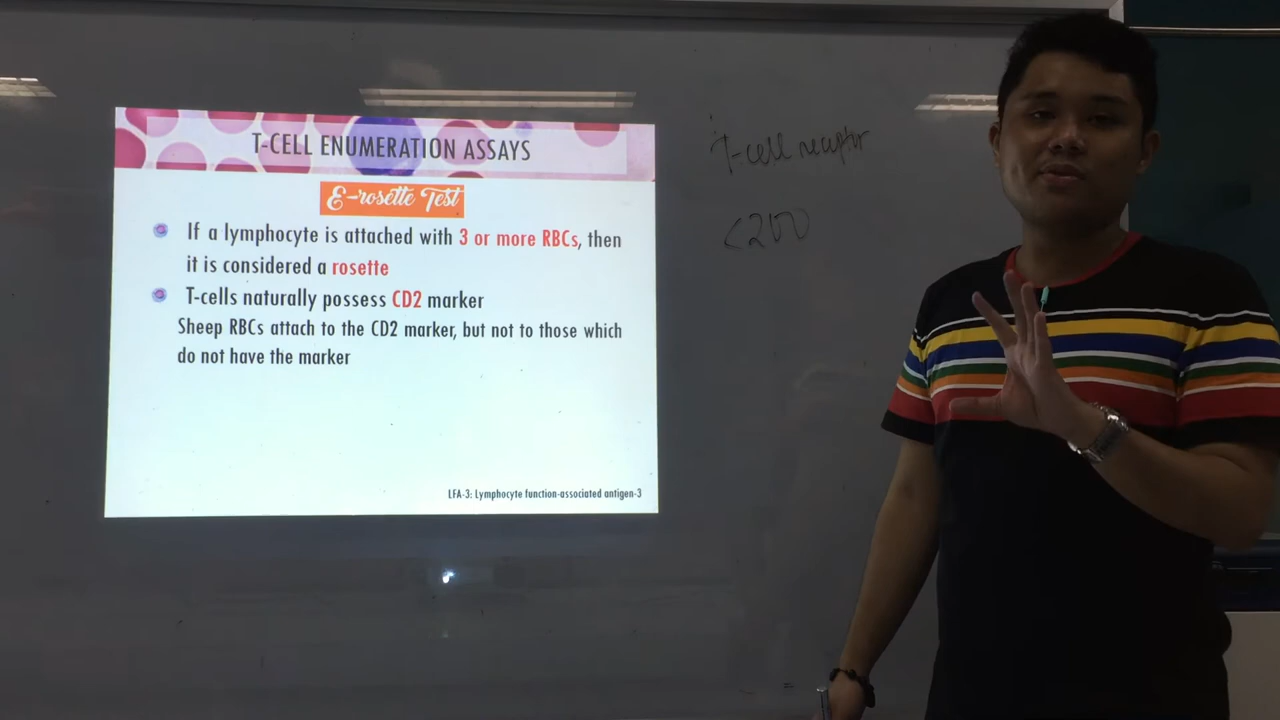 T-CELL ENUMERATION ASSAYS
E-rosette Test
If a lymphocyte is attached with 3 or more RBCs, then
it is considered a rosette
T-cells naturally possess CD2 marker
Sheep RBCs attach to the CD2 marker, but not to those which
do not have the marker
LFA-3: Lymphocyte function-associated antigen-3
T-cell receptor
<200